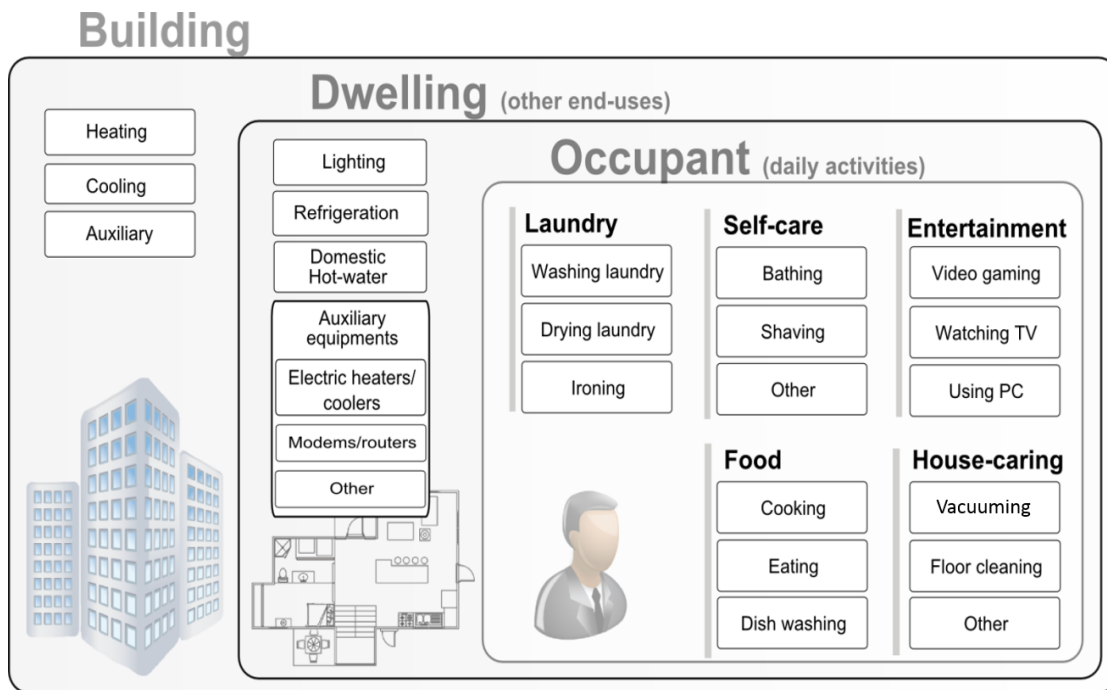 Building
Dwelling (other end-uses)
Heating
Cooling
Auxiliary
Lighting
Refrigeration
Domestic
Hot-water
Auxiliary
equipments
Electric heaters/
coolers
Modems/routers
Other
Occupant (daily activities)
Laundry
Washing laundry
Drying laundry
Ironing
Self-care
Bathing
Shaving
Other
Entertainment
Video gaming
Watching TV
Using PC
Food
Cooking
Eating
Dish washing
House-caring
Vacuuming
Floor cleaning
Other